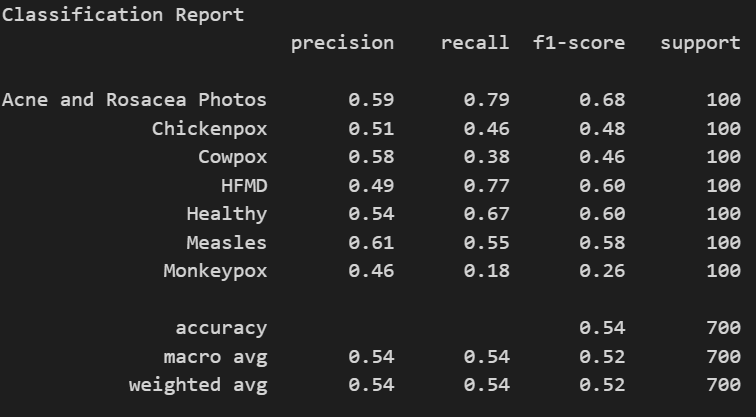 Classification Report
precision recall f1-score support
Acne and Rosacea Photos 0.59 0.79 0.68 100
Chickenpox 0.51 0.46 0.48 100
Cowpox 0.58 0.38 0.46 100
HFMD 0.49 0.77 0.60 100
Healthy 0.54 0.67 0.60 100
Measles 0.61 0.55 0.58 100
Monkeypox 0.46 0.18 0.26 100
accuracy 0.54 700
macro avg 0.54 0.54 0.52 700
weighted avg 0.54 0.54 0.52 700